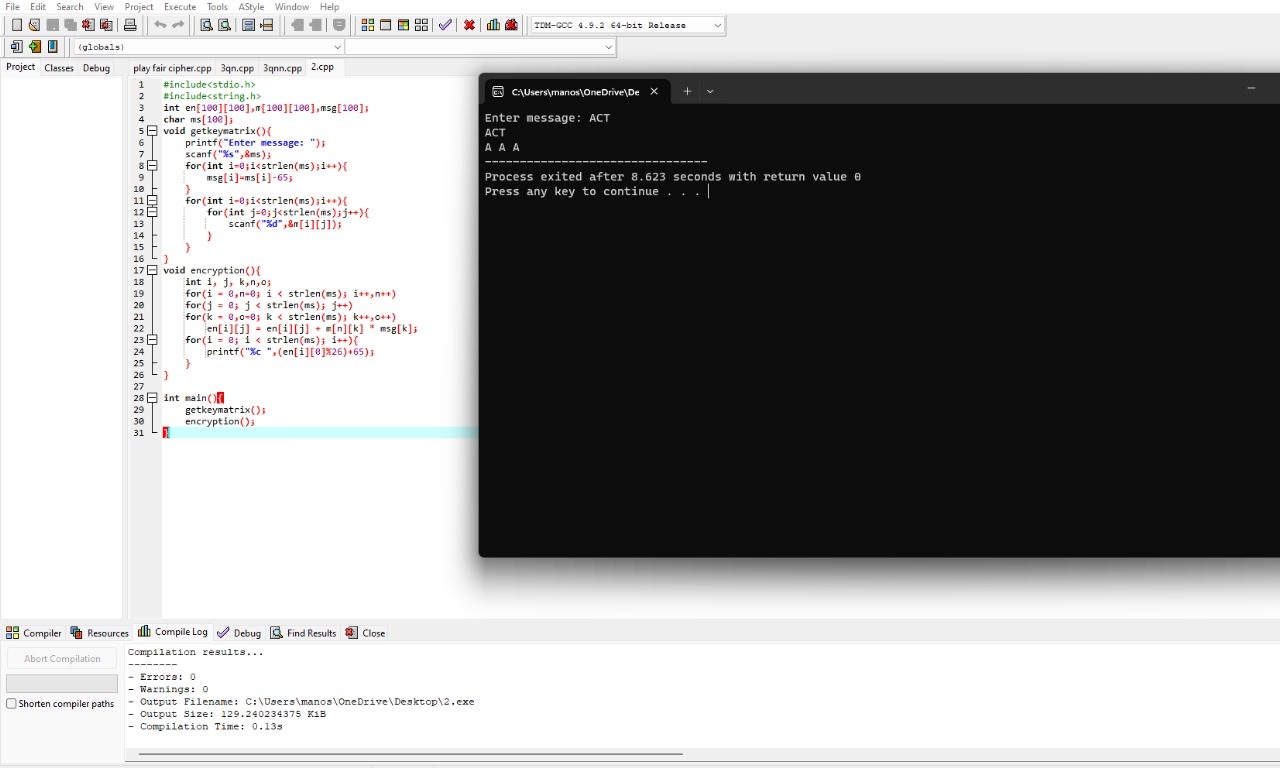 File Edit Search View Project Execute Tools AStyle Window Help
TDM-GCC 4.9.2 64-bit Release
(globals)
Project Classes Debug
play fair cipher.cpp 3qn.cpp 3qnn.cpp 2.cpp
1 #include<stdio.h>
2 #include<string.h>
3 int en[100][100],m[100][100],msg[100];
4 char ms[100];
5 void getkeymatrix(){
6 printf("Enter message: ");
7 scanf("%s",&ms);
8 for(int i=0;i<strlen(ms);i++){
9 msg[i]=ms[i]-65;
10 }
11 for(int i=0;i<strlen(ms);i++){
12 for(int j=0;j<strlen(ms);j++){
13 scanf("%d",&m[i][j]);
14 }
15 }
16 }
17 void encryption(){
18 int i, j, k,n,o;
19 for(i = 0,n=0; i < strlen(ms); i++,n++)
20 for(j = 0; j < strlen(ms); j++)
21 for(k = 0,o=0; k < strlen(ms); k++,o++)
22 en[i][j] = en[i][j] + m[n][k] * msg[k];
23 for(i = 0; i < strlen(ms); i++){
24 printf("%c ",(en[i][0]%26)+65);
25 }
26 }
27
28 int main(){
29 getkeymatrix();
30 encryption();
31 }
C:\Users\manos\OneDrive\De
Enter message: ACT
ACT
A A A
--------------------------------
Process exited after 8.623 seconds with return value 0
Press any key to continue . . .
Compiler Resources Compile Log Debug Find Results Close
Abort Compilation
Shorten compiler paths
Compilation results...
--------
- Errors: 0
- Warnings: 0
- Output Filename: C:\Users\manos\OneDrive\Desktop\2.exe
- Output Size: 129.240234375 KiB
- Compilation Time: 0.13s